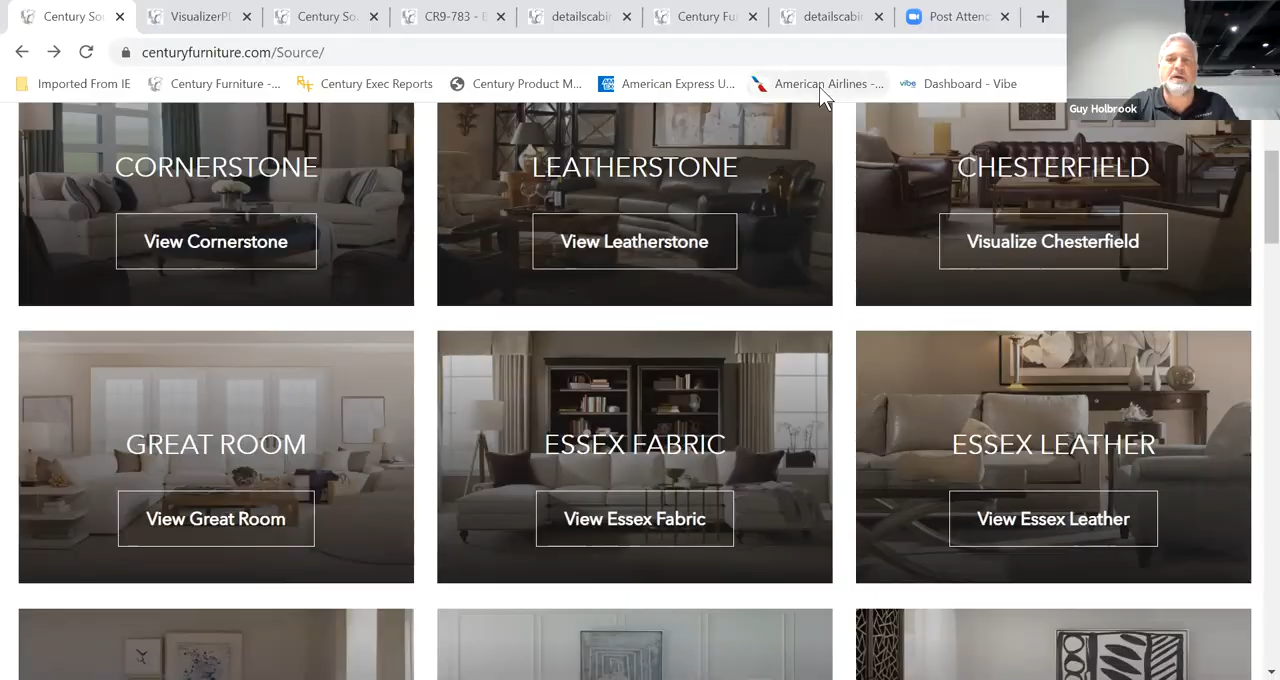 Century So
VisualizerP
Century So
CR9-783 -
detailscabi
Century Fu
detailscabi
Post Atten
centuryfurniture.com/Source/
Imported From IE
Century Furniture -...
Century Exec Reports
Century Product M...
American Express U...
American Airlines -...
vibe
Dashboard - Vibe
Guy Holbrook
CORNERSTONE
LEATHERSTONE
CHESTERFIELD
View Cornerstone
View Leatherstone
Visualize Chesterfield
GREAT ROOM
ESSEX FABRIC
ESSEX LEATHER
View Great Room
View Essex Fabric
View Essex Leather